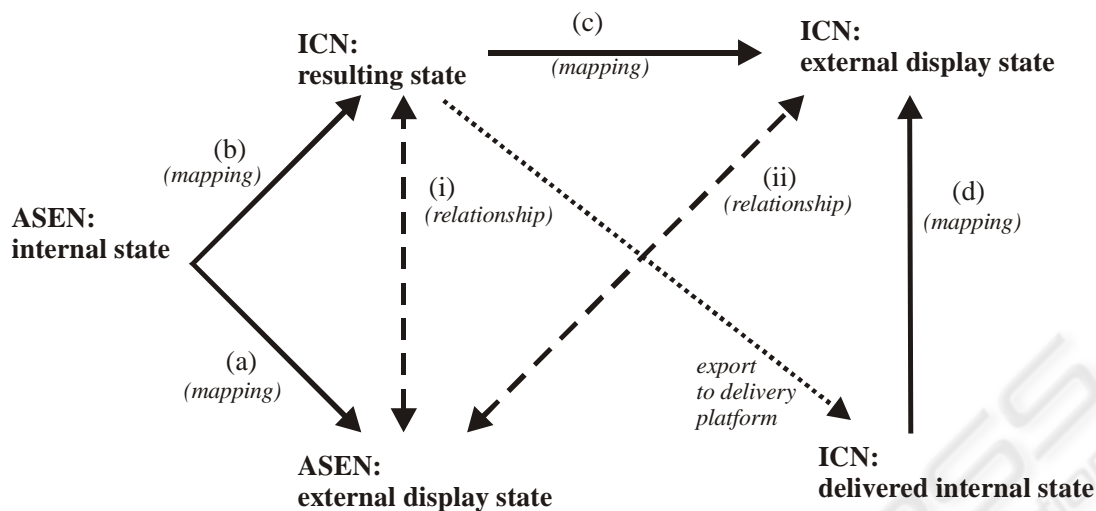 ICN:
resulting state
(c)
(mapping)
ICN:
external display state
(b)
(mapping)
(i)
(relationship)
(ii)
(relationship)
(d)
(mapping)
ASEN:
internal state
(a)
(mapping)
export
to delivery
platform
ASEN:
external display state
ICN:
delivered internal state